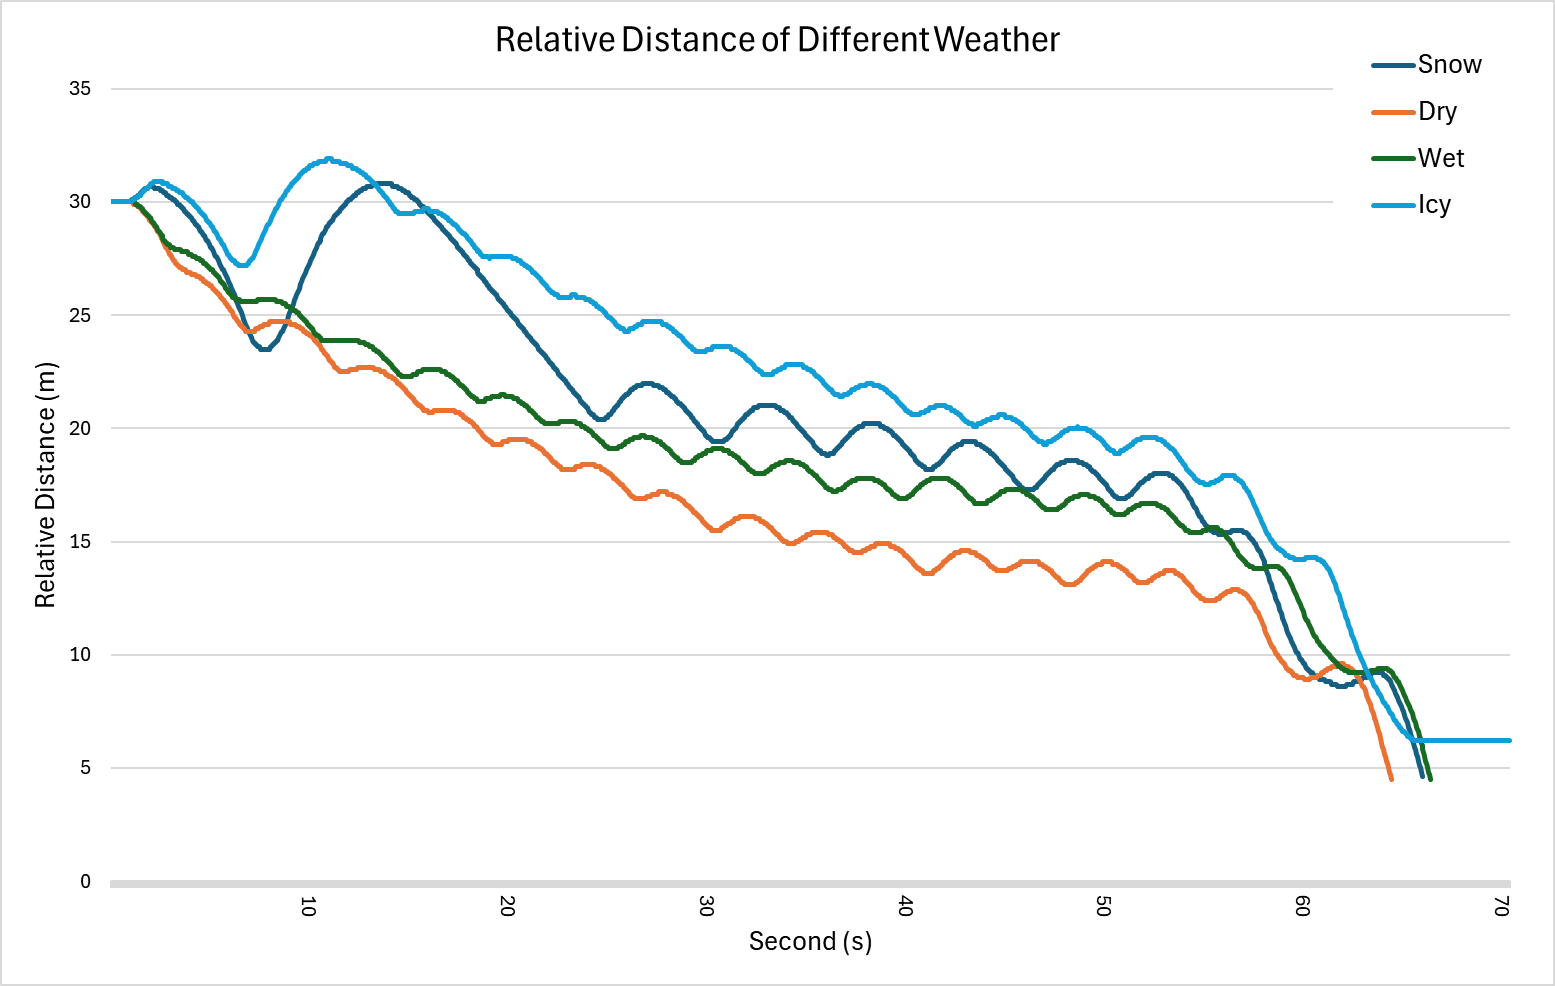 Relative Distance of Different Weather
Snow
Dry
Wet
Icy
35
30
25
20
15
10
5
0
Relative Distance (m)
10
20
30
40
50
60
70
Second (s)